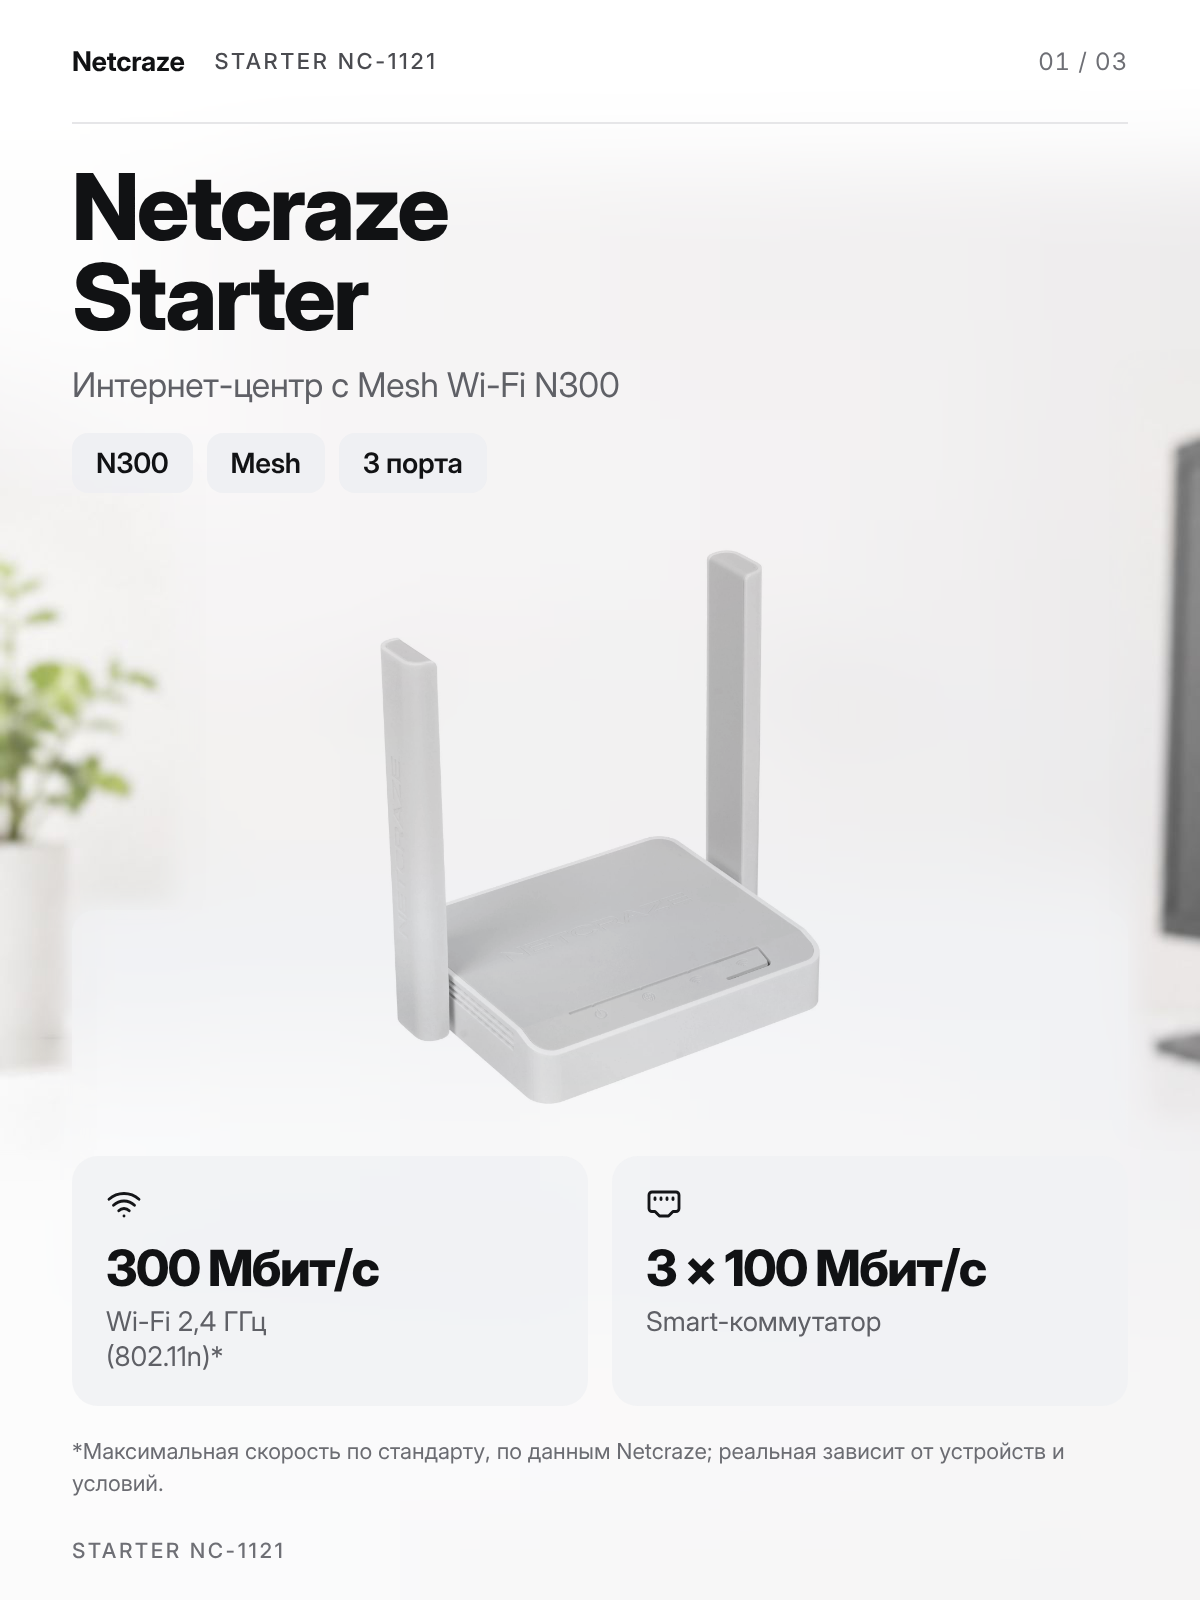 Netcraze STARTER NC-1121 01 / 03
Netcraze
Starter
Интернет-центр с Mesh Wi-Fi N300
N300 Mesh 3 порта
300 Мбит/с
Wi-Fi 2,4 ГГц
(802.11n)*
3 × 100 Мбит/с
Smart-коммутатор
*Максимальная скорость по стандарту, по данным Netcraze; реальная зависит от устройств и
условий.
STARTER NC-1121